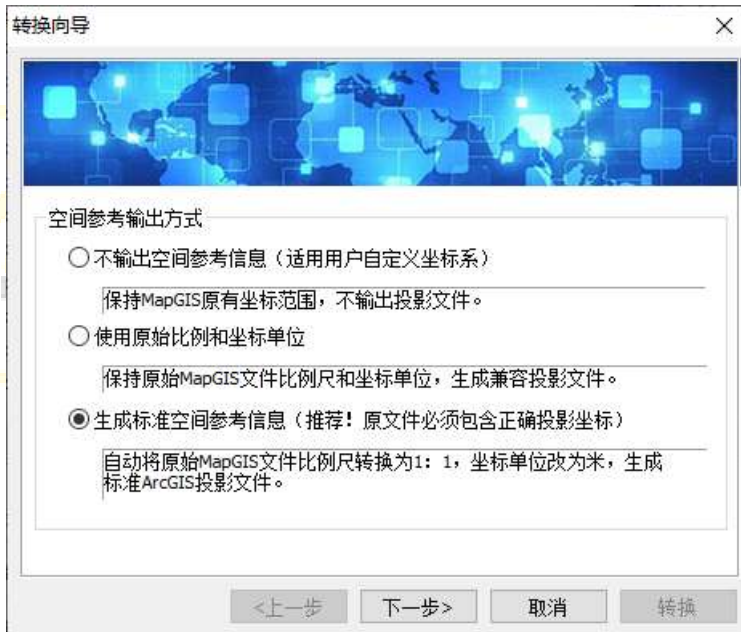 转换向导
空间参考输出方式
不输出空间参考信息（适用用户自定义坐标系）
保持MapGIS原有坐标范围，不输出投影文件。
使用原始比例和坐标单位
保持原始MapGIS文件比例尺和坐标单位，生成兼容投影文件。
生成标准空间参考信息（推荐！原文件必须包含正确投影坐标）
自动将原始MapGIS文件比例尺转换为1：1，坐标单位改为米，生成
标准ArcGIS投影文件。
<上一步 下一步> 取消 转换